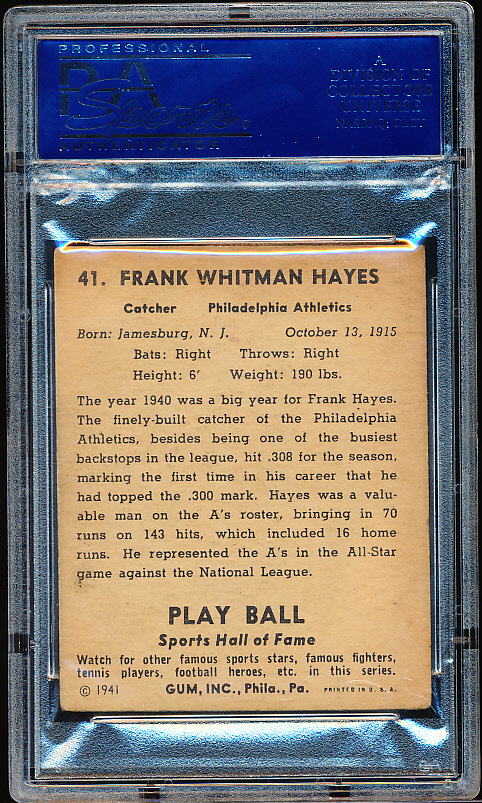 PROFESSIONAL
PSA
Sports
AUTHENTICATOR
A
DIVISION OF
COLLECTORS
UNIVERSE
NASDAQ: CLCT
41. FRANK WHITMAN HAYES
Catcher Philadelphia Athletics
Born: Jamesburg, N. J. October 13, 1915
Bats: Right Throws: Right
Height: 6' Weight: 190 lbs.
The year 1940 was a big year for Frank Hayes.
The finely-built catcher of the Philadelphia
Athletics, besides being one of the busiest
backstops in the league, hit .308 for the season,
marking the first time in his career that he
had topped the .300 mark. Hayes was a valu-
able man on the A's roster, bringing in 70
runs on 143 hits, which included 16 home
runs. He represented the A's in the All-Star
game against the National League.
PLAY BALL
Sports Hall of Fame
Watch for other famous sports stars, famous fighters,
tennis players, football heroes, etc. in this series.
© 1941 GUM, INC., Phila., Pa. PRINTED IN U. S. A.